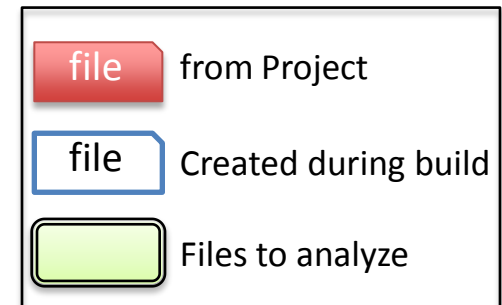 file from Project
file Created during build
Files to analyze